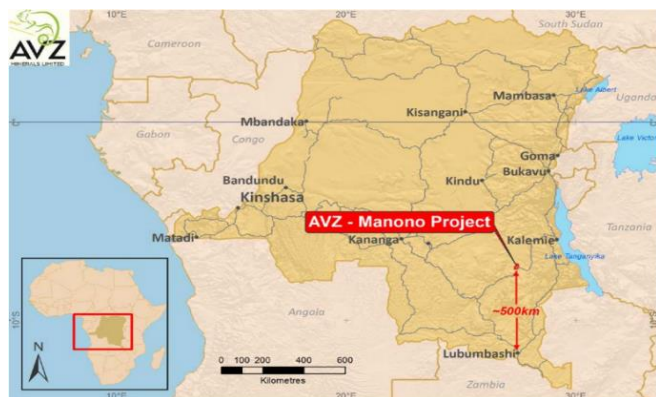 AVZ
MINERALS LIMITED
20°E
30°E
South Sudan
Cameroon
Mambasa
Lake Albert
Uganda
Kisangani
Mbandaka
Gabon
Congo
Goma
Lake Victor
Bukavu
Bandundu
Kindu
Kinshasa
AVZ - Manono Project
Matadi
Kananga
Kalemie
Tanzania
Lake Tanganyika
~500km
Angola
10°S
10°S
N
Lubumbashi
0 100 200 400 600
Kilometres
Zambia
20°E
30°E